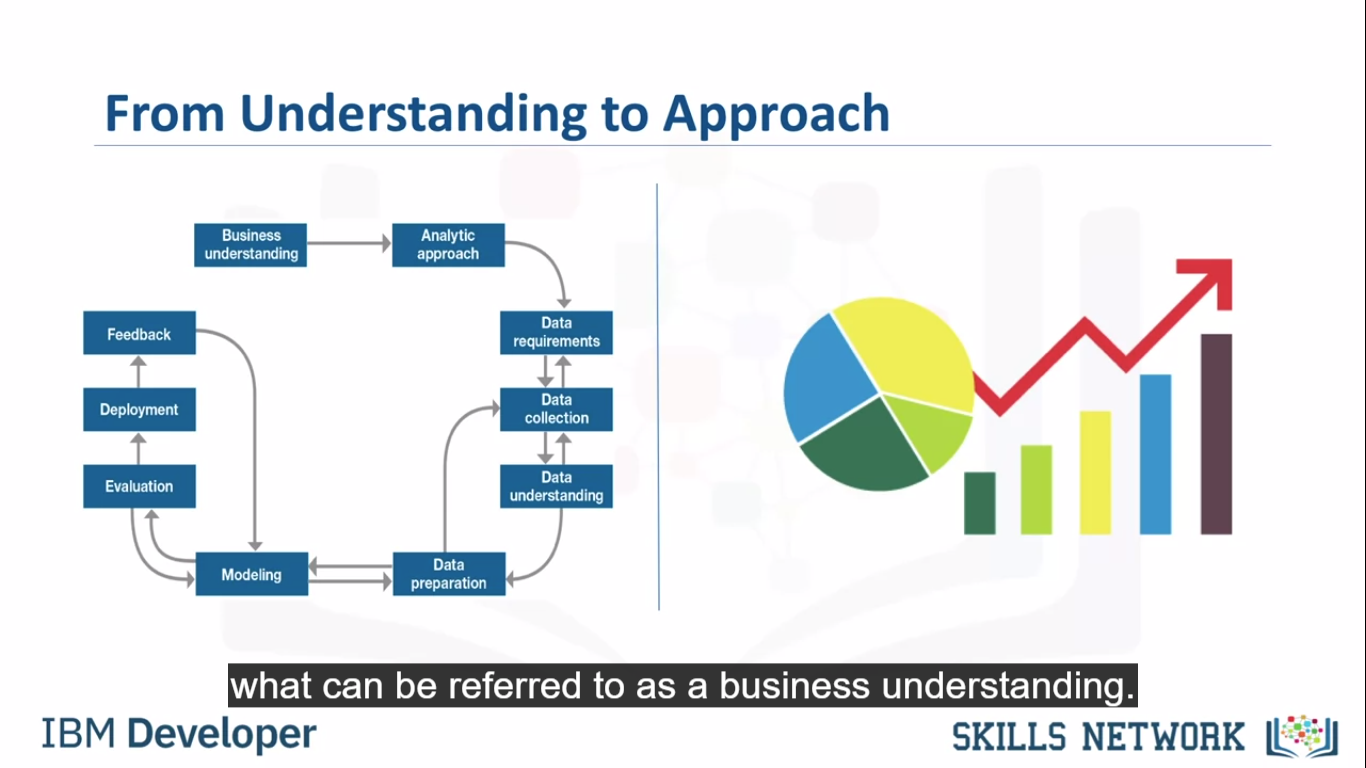 From Understanding to Approach
Business
understanding
Analytic
approach
Feedback
Data
requirements
Deployment
Data
collection
Evaluation
Data
understanding
Modeling
Data
preparation
what can be referred to as a business understanding.
IBM Developer
SKILLS NETWORK